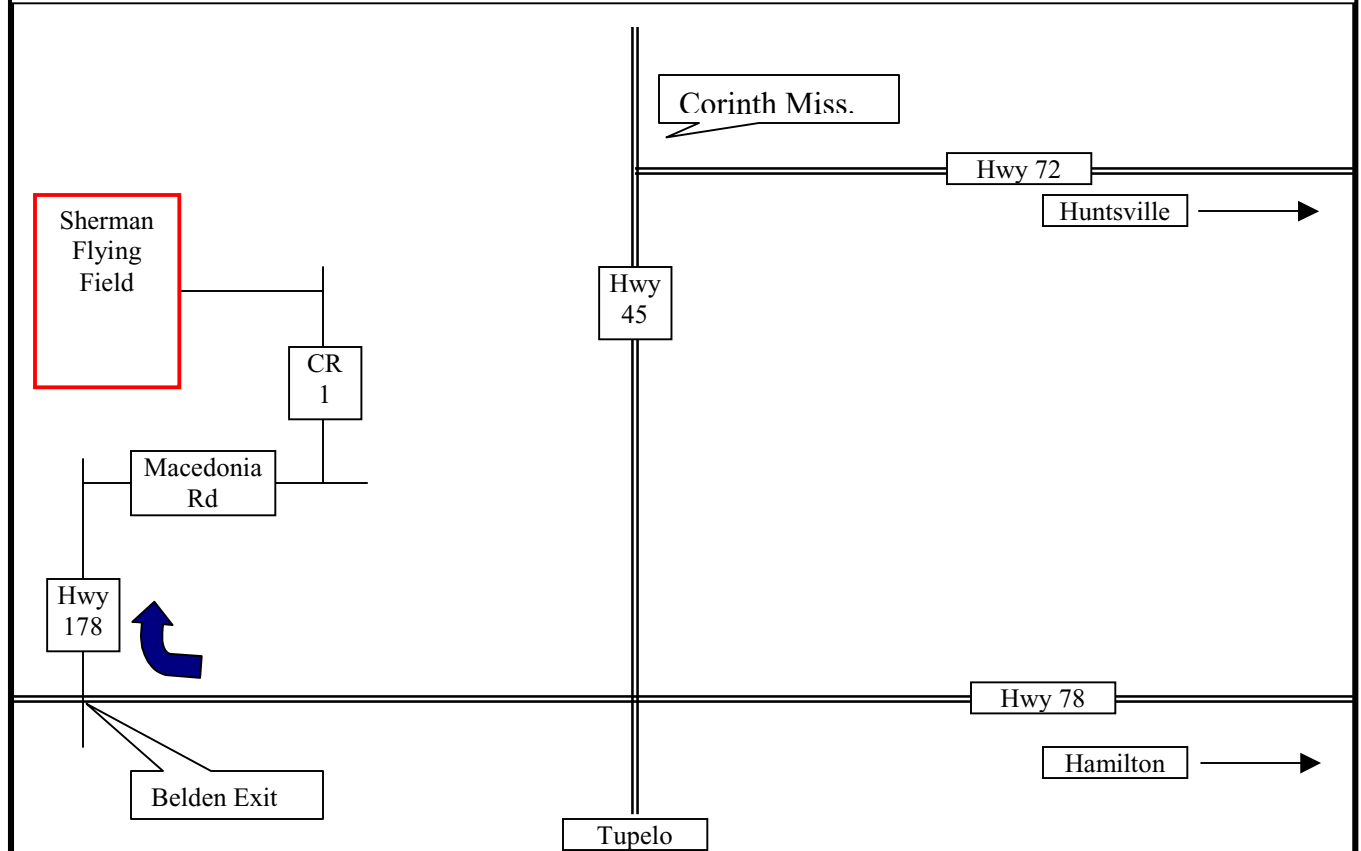 Corinth Miss.
Hwy 72
Huntsville
Sherman
Flying
Field
Hwy
45
CR
1
Macedonia
Rd
Hwy
178
Hwy 78
Hamilton
Belden Exit
Tupelo